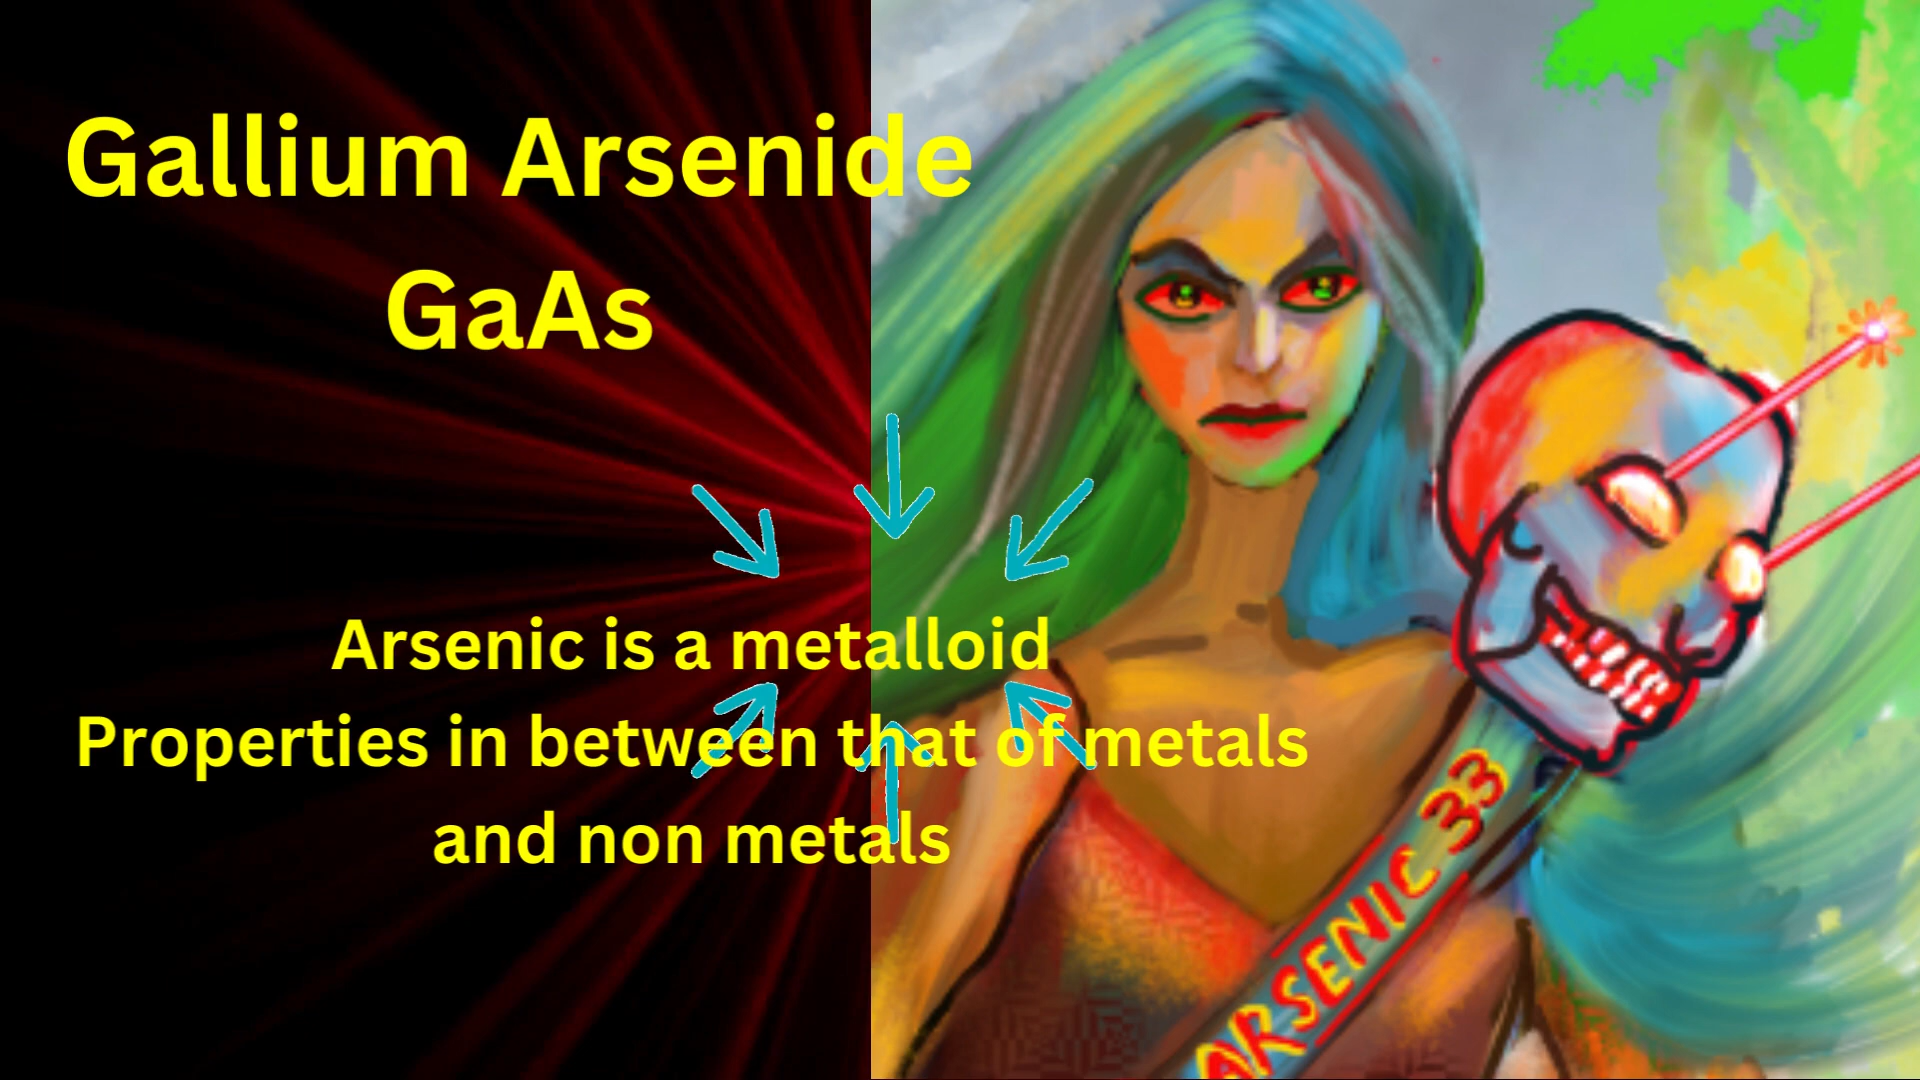 Gallium Arsenide
GaAs
Arsenic is a metalloid
Properties in between that of metals
and non metals
ARSENIC 33